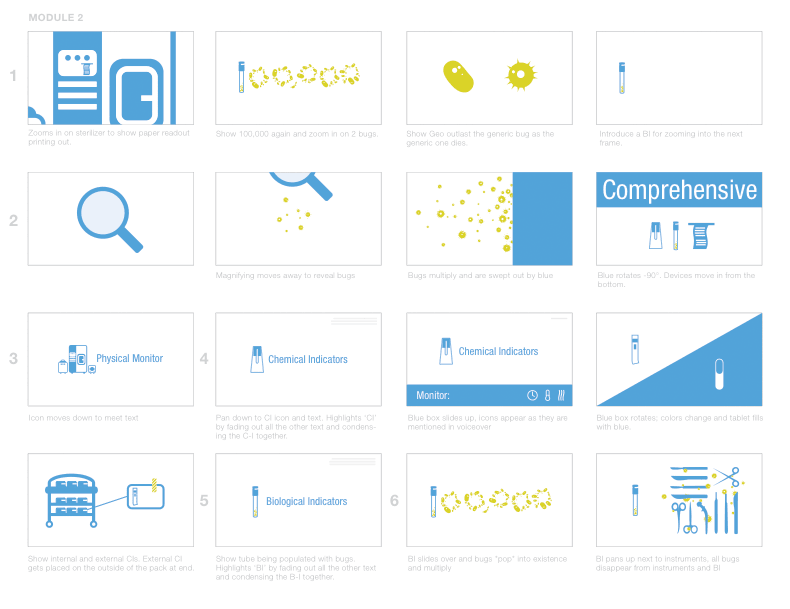 MODULE 2
1
Zooms in on sterilizer to show paper readout
printing out.
Show 100,000 again and zoom in on 2 bugs.
Show Geo outlast the generic bug as the
generic one dies.
Introduce a BI for zooming into the next
frame.
2
Magnifying moves away to reveal bugs
Bugs multiply and are swept out by blue
Comprehensive
Blue rotates -90°. Devices move in from the
bottom.
3
Physical Monitor
Icon moves down to meet text
4
Chemical Indicators
Pan down to CI icon and text. Highlights "CI"
by fading out all the other text and condens-
ing the C-I together.
Chemical Indicators
Monitor:
Blue box slides up, icons appear as they are
mentioned in voiceover
Blue box rotates, colors change and tablet fills
with blue.
Show internal and external CIs. External CI
gets placed on the outside of the pack at end.
5
Biological Indicators
Show tube being populated with bugs.
Highlights "BI" by fading out all the other text
and condensing the B-I together.
6
BI slides over and bugs "pop" into existence
and multiply
BI pans up next to instruments, all bugs
disappear from instruments and BI